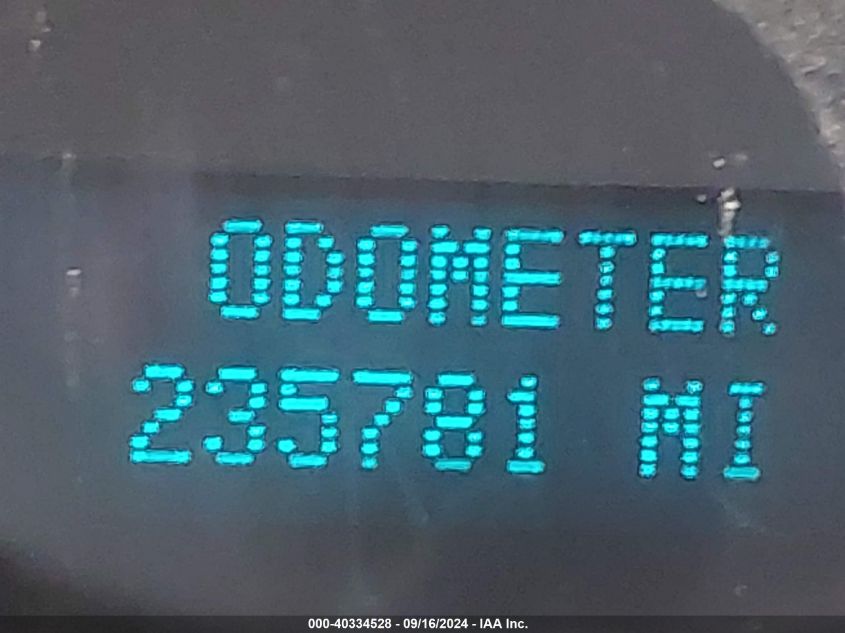 ODOMETER
235781 MI
000-40334528 - 09/16/2024 - IAA Inc.